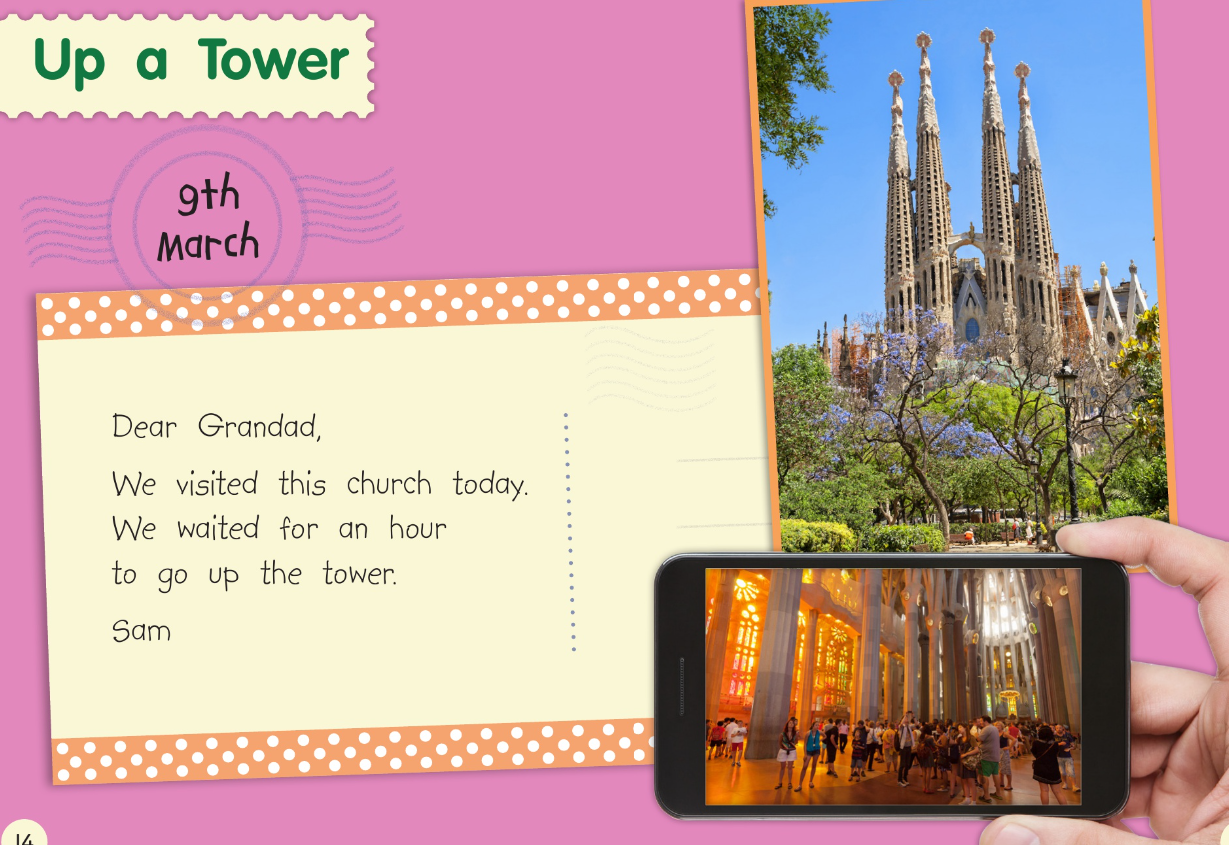 Up a Tower
9th
March
Dear Grandad,
We visited this church today.
We waited for an hour
to go up the tower.
Sam
14